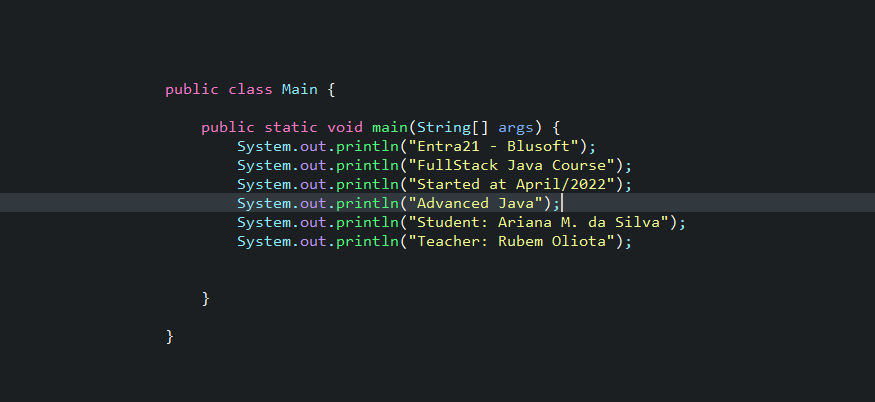 public class Main {
public static void main(String[] args) {
System.out.println("Entra21 - Blusoft");
System.out.println("FullStack Java Course");
System.out.println("Started at April/2022");
System.out.println("Advanced Java");
System.out.println("Student: Ariana M. da Silva");
System.out.println("Teacher: Rubem Oliota");
}
}